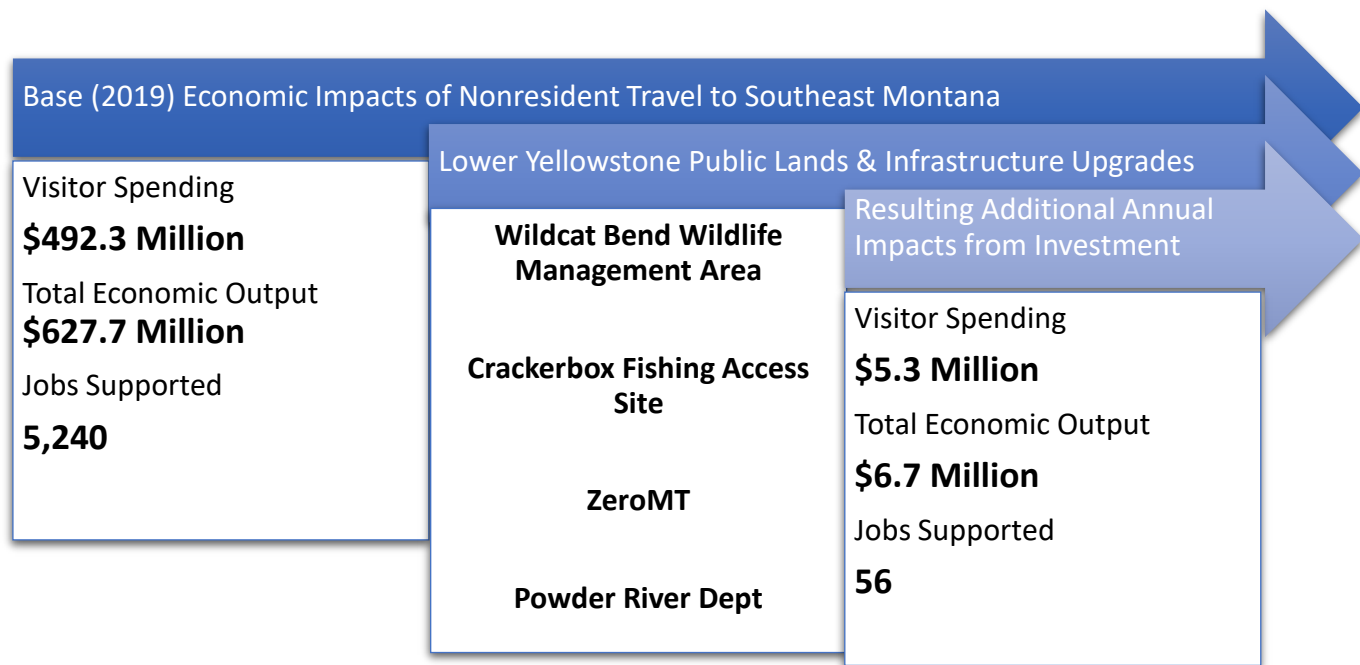 Base (2019) Economic Impacts of Nonresident Travel to Southeast Montana
Visitor Spending
$492.3 Million
Total Economic Output
$627.7 Million
Jobs Supported
5,240
Lower Yellowstone Public Lands & Infrastructure Upgrades
Wildcat Bend Wildlife
Management Area
Crackerbox Fishing Access
Site
ZeroMT
Powder River Dept
Resulting Additional Annual
Impacts from Investment
Visitor Spending
$5.3 Million
Total Economic Output
$6.7 Million
Jobs Supported
56